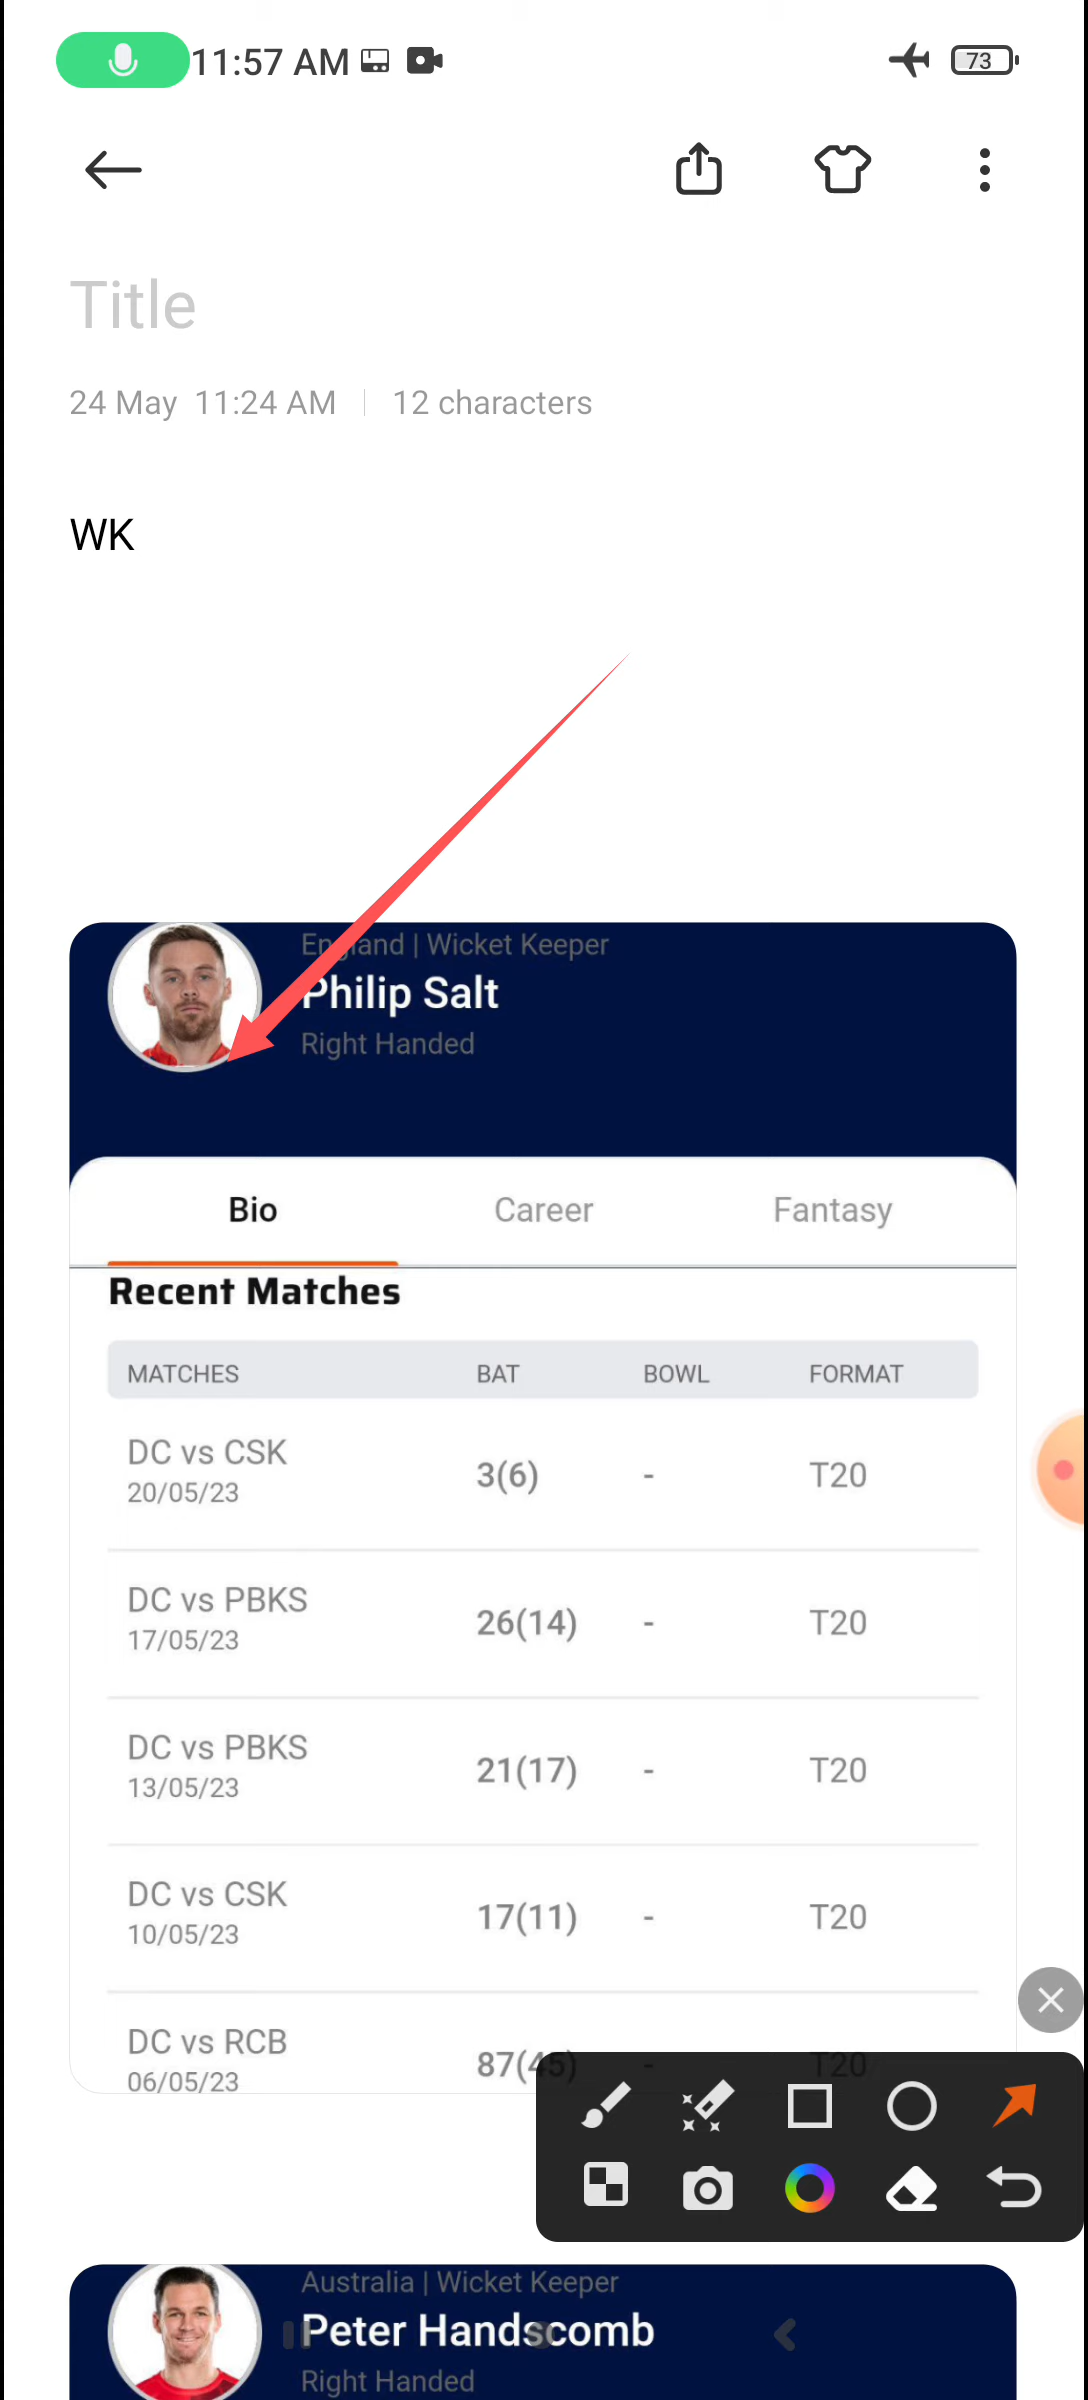 11:57 AM
73
Title
24 May 11:24 AM | 12 characters
WK
England | Wicket Keeper
Philip Salt
Right Handed
Bio Career Fantasy
Recent Matches
MATCHES BAT BOWL FORMAT
DC vs CSK
20/05/23
3(6) - T20
DC vs PBKS
17/05/23
26(14) - T20
DC vs PBKS
13/05/23
21(17) - T20
DC vs CSK
10/05/23
17(11) - T20
DC vs RCB
06/05/23
87(45) - T20
Australia | Wicket Keeper
Peter Handscomb
Right Handed